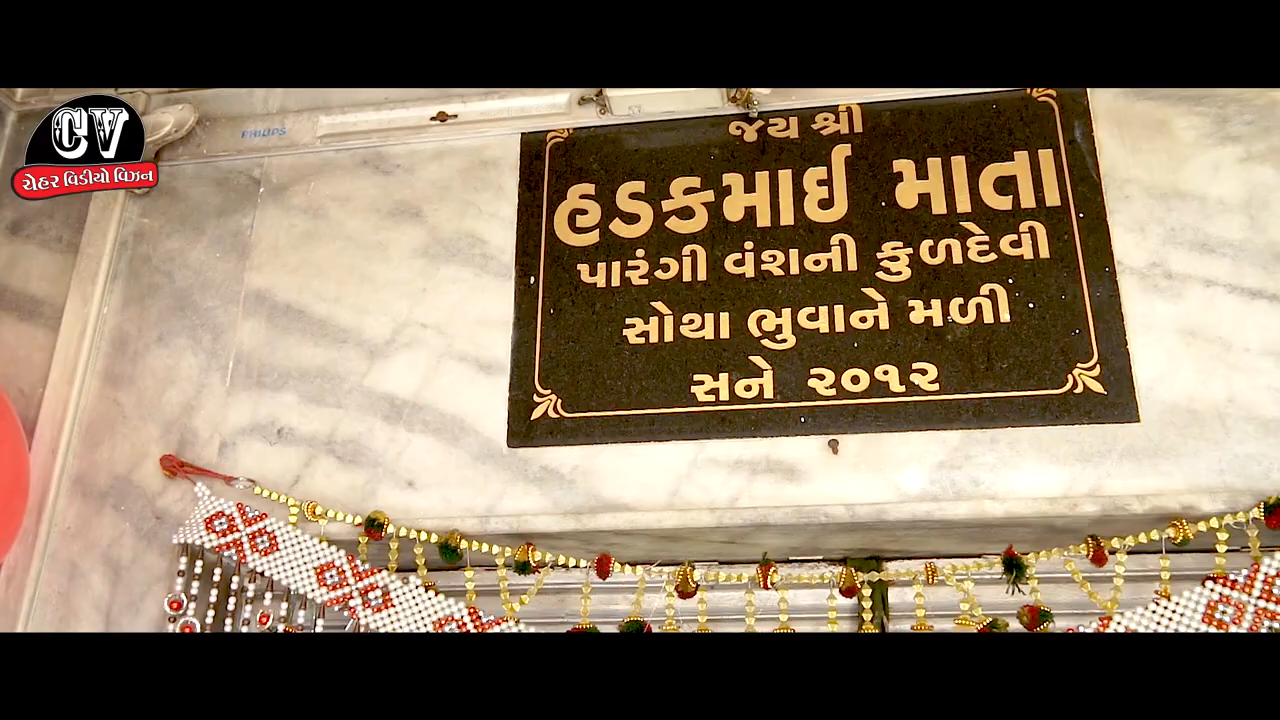 CV
ચેહર વિડીયો વિઝન
PHILIPS
જય શ્રી
હડકમાઈ માતા
પારંગી વંશની કુળદેવી
સોથા ભુવાને મળી
સને ૨૦૧૨